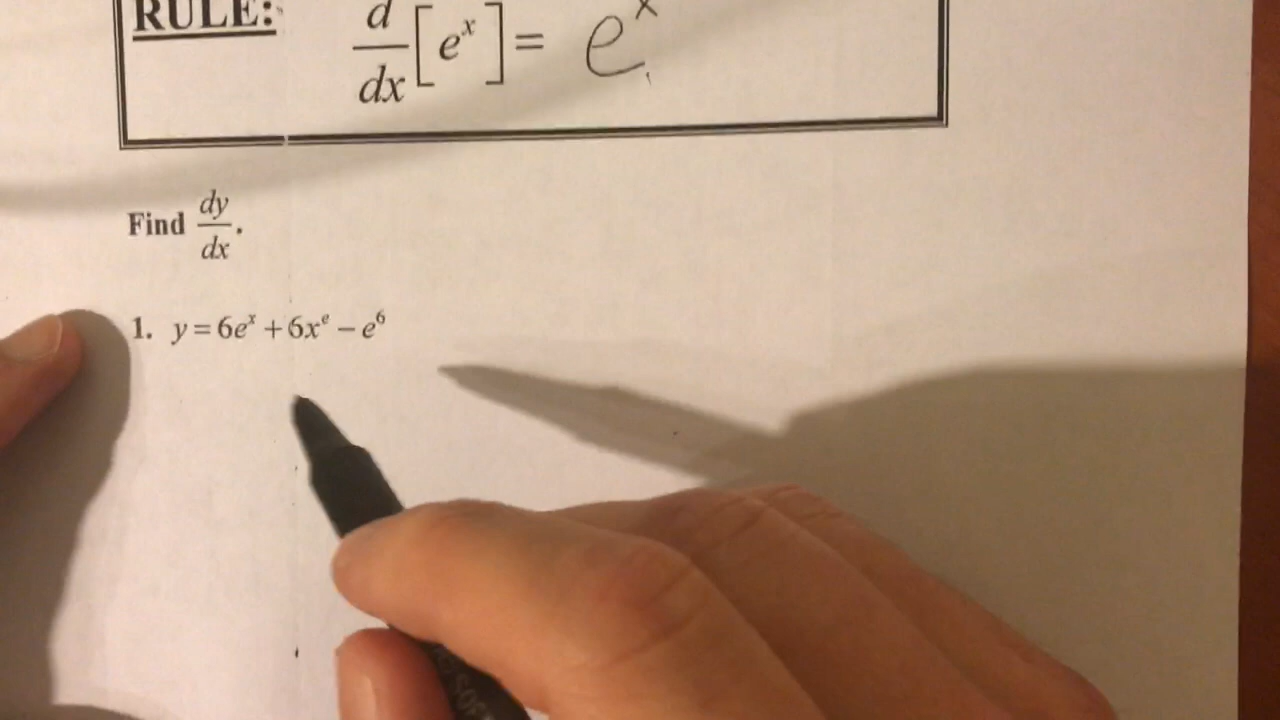 RULE: d/dx [e^x] = e^x
Find dy/dx.
1. y = 6e^x + 6x^e − e^6